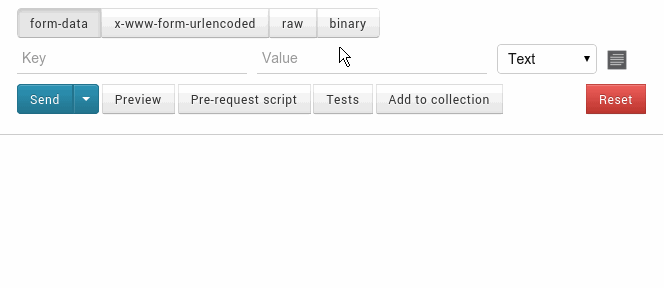 form-data x-www-form-urlencoded raw binary
Key Value Text
Send Preview Pre-request script Tests Add to collection Reset